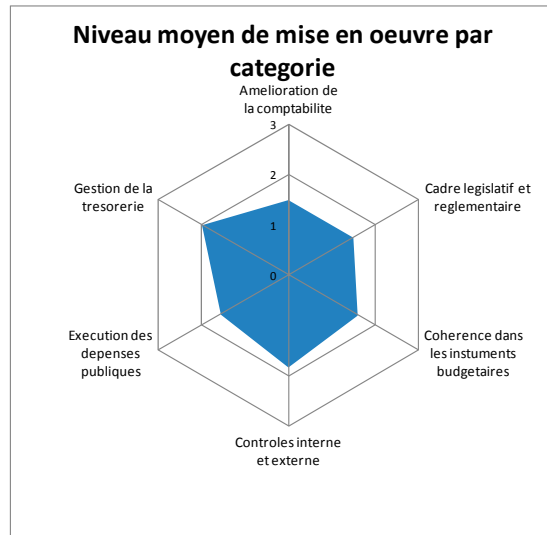 Niveau moyen de mise en oeuvre par
categorie
Amelioration de
la comptabilite
3
2
1
0
Gestion de la
tresorerie
Cadre legislatif et
reglementaire
Execution des
depenses
publiques
Coherence dans
les instuments
budgetaires
Controles interne
et externe